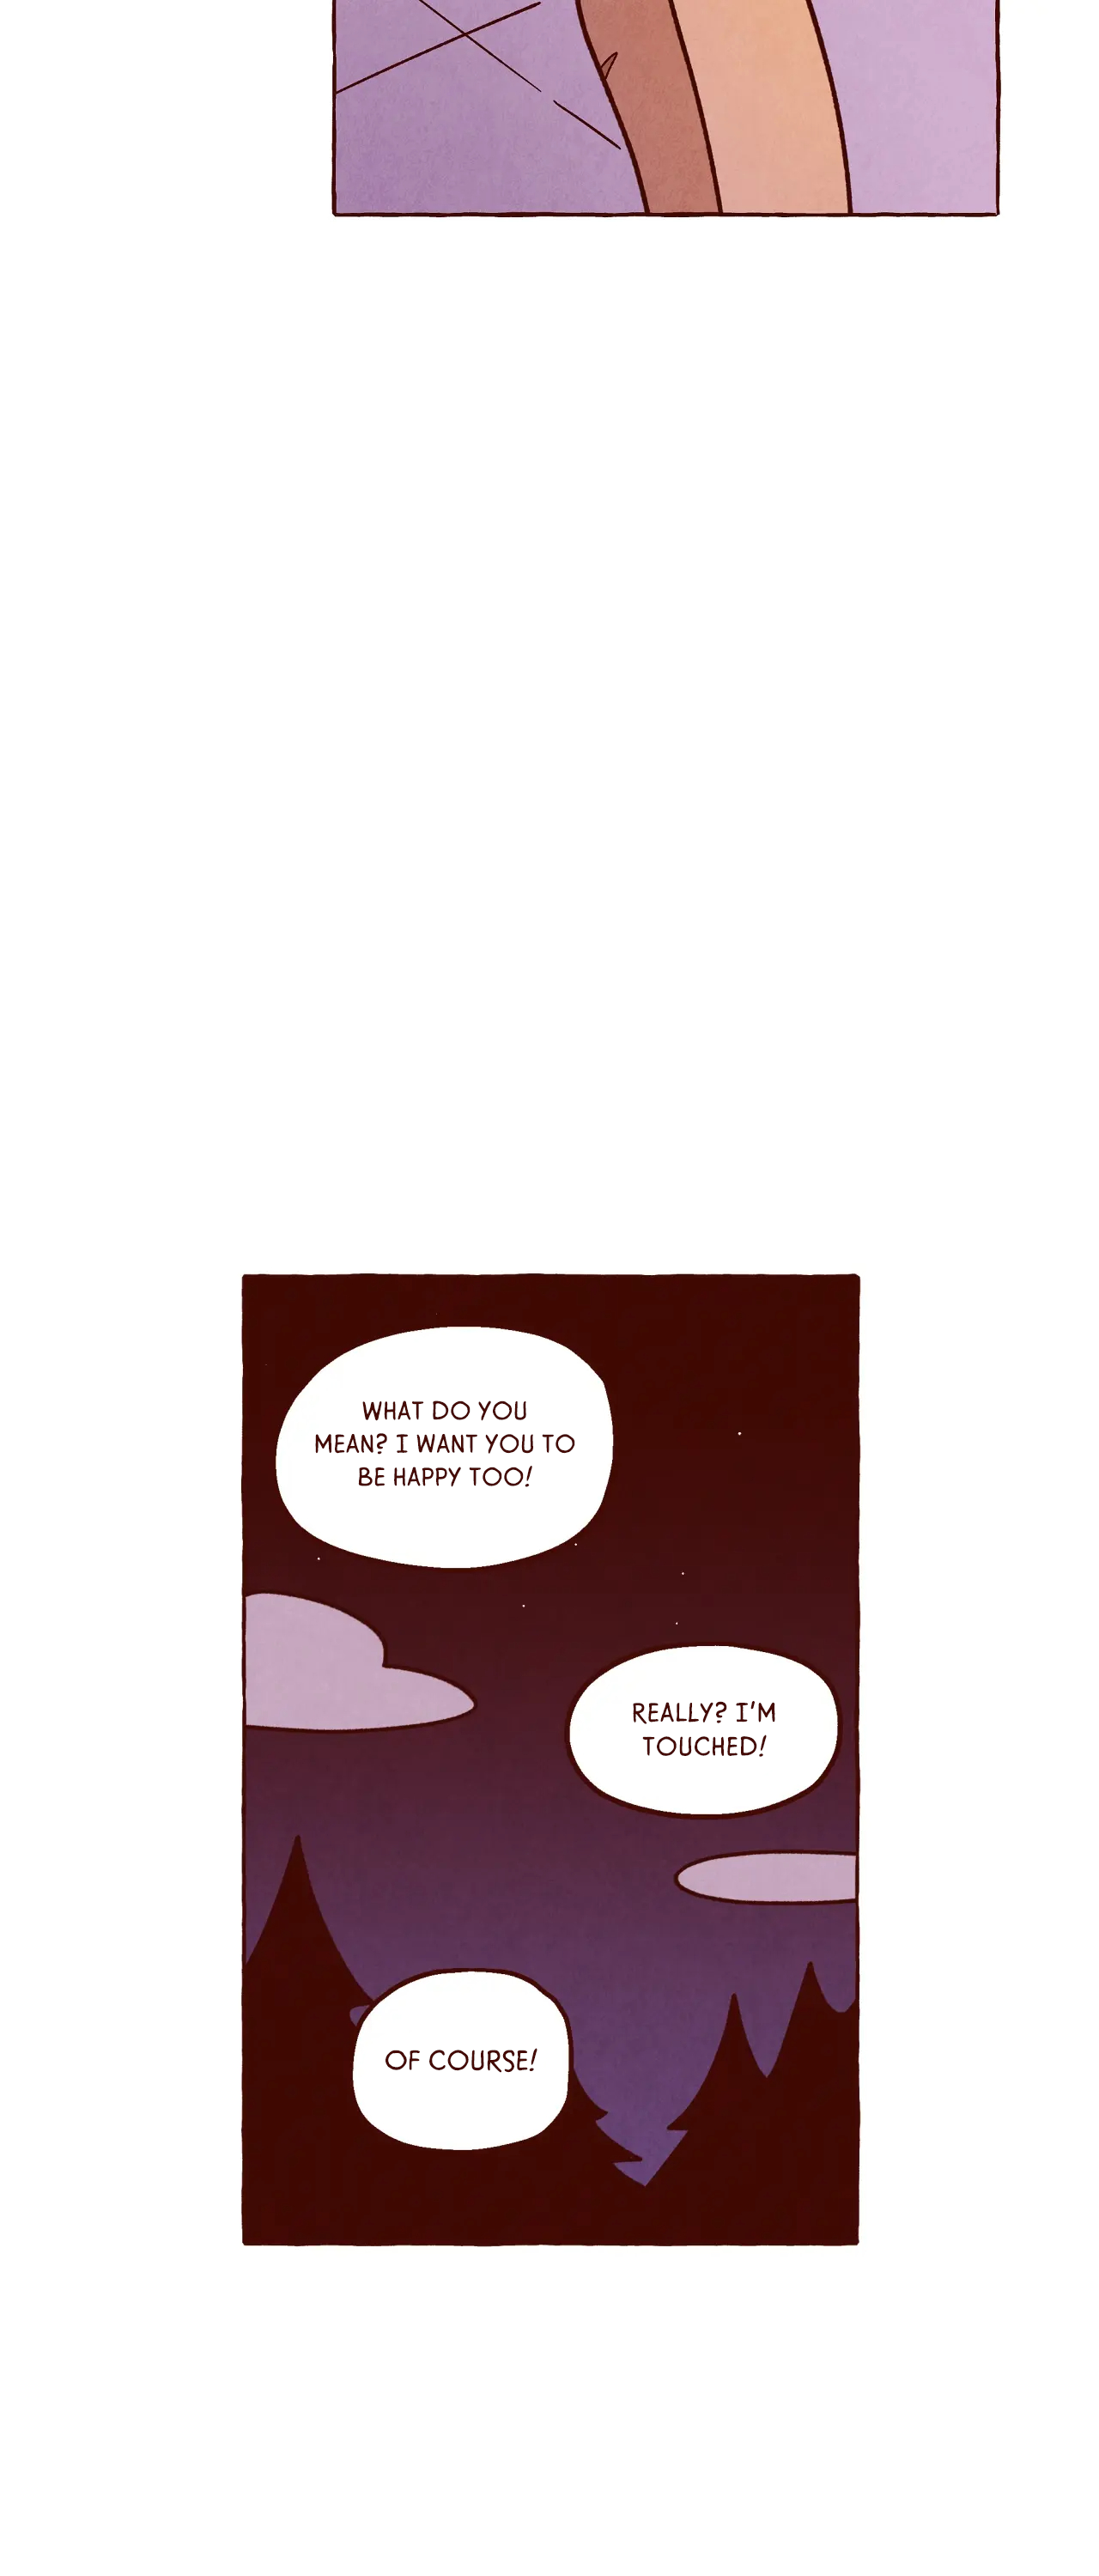 WHAT DO YOU
MEAN? I WANT YOU TO
BE HAPPY TOO!
REALLY? I'M
TOUCHED!
OF COURSE!